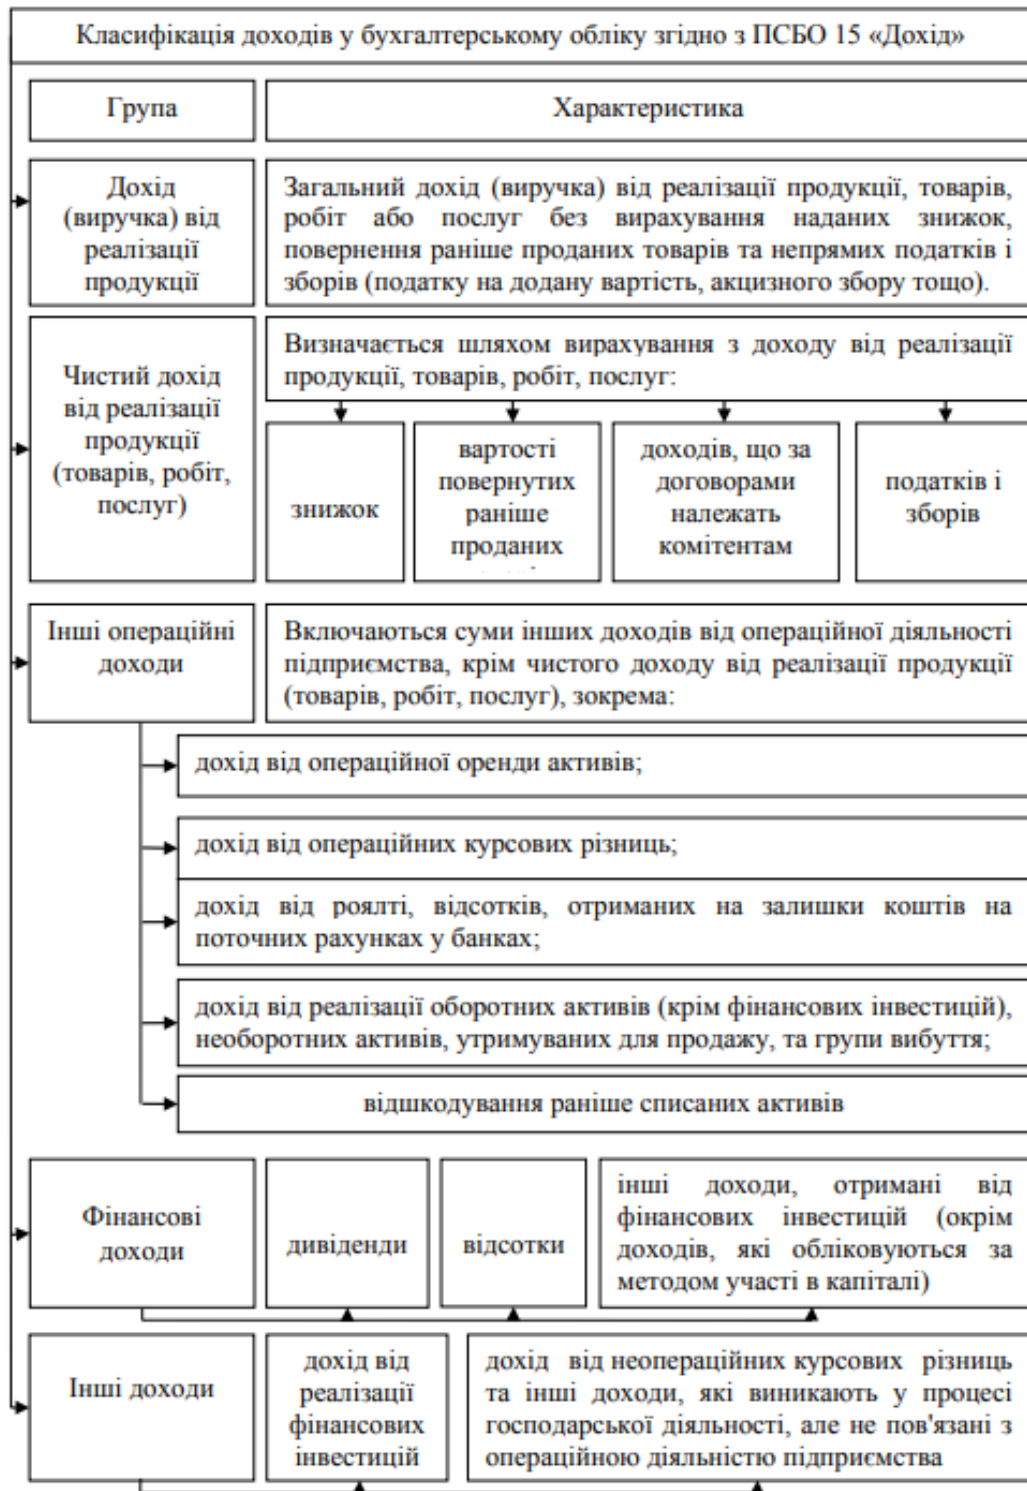 Класифікація доходів у бухгалтерському обліку згідно з ПСБО 15 «Дохід»
Група
Характеристика
Дохід
(виручка) від
реалізації
продукції
Загальний дохід (виручка) від реалізації продукції, товарів,
робіт або послуг без вирахування наданих знижок,
повернення раніше проданих товарів та непрямих податків і
зборів (податку на додану вартість, акцизного збору тощо).
Чистий дохід
від реалізації
продукції
(товарів, робіт,
послуг)
Визначається шляхом вирахування з доходу від реалізації
продукції, товарів, робіт, послуг:
знижок
вартості
повернутих
раніше
проданих
доходів, що за
договорами
належать
комітентам
податків і
зборів
Інші операційні
доходи
Включаються суми інших доходів від операційної діяльності
підприємства, крім чистого доходу від реалізації продукції
(товарів, робіт, послуг), зокрема:
дохід від операційної оренди активів;
дохід від операційних курсових різниць;
дохід від роялті, відсотків, отриманих на залишки коштів на
поточних рахунках у банках;
дохід від реалізації оборотних активів (крім фінансових інвестицій),
необоротних активів, утримуваних для продажу, та групи вибуття;
відшкодування раніше списаних активів
Фінансові
доходи
дивіденди
відсотки
інші доходи, отримані від
фінансових інвестицій (окрім
доходів, які обліковуються за
методом участі в капіталі)
Інші доходи
дохід від
реалізації
фінансових
інвестицій
дохід від неопераційних курсових різниць
та інші доходи, які виникають у процесі
господарської діяльності, але не пов'язані з
операційною діяльністю підприємства